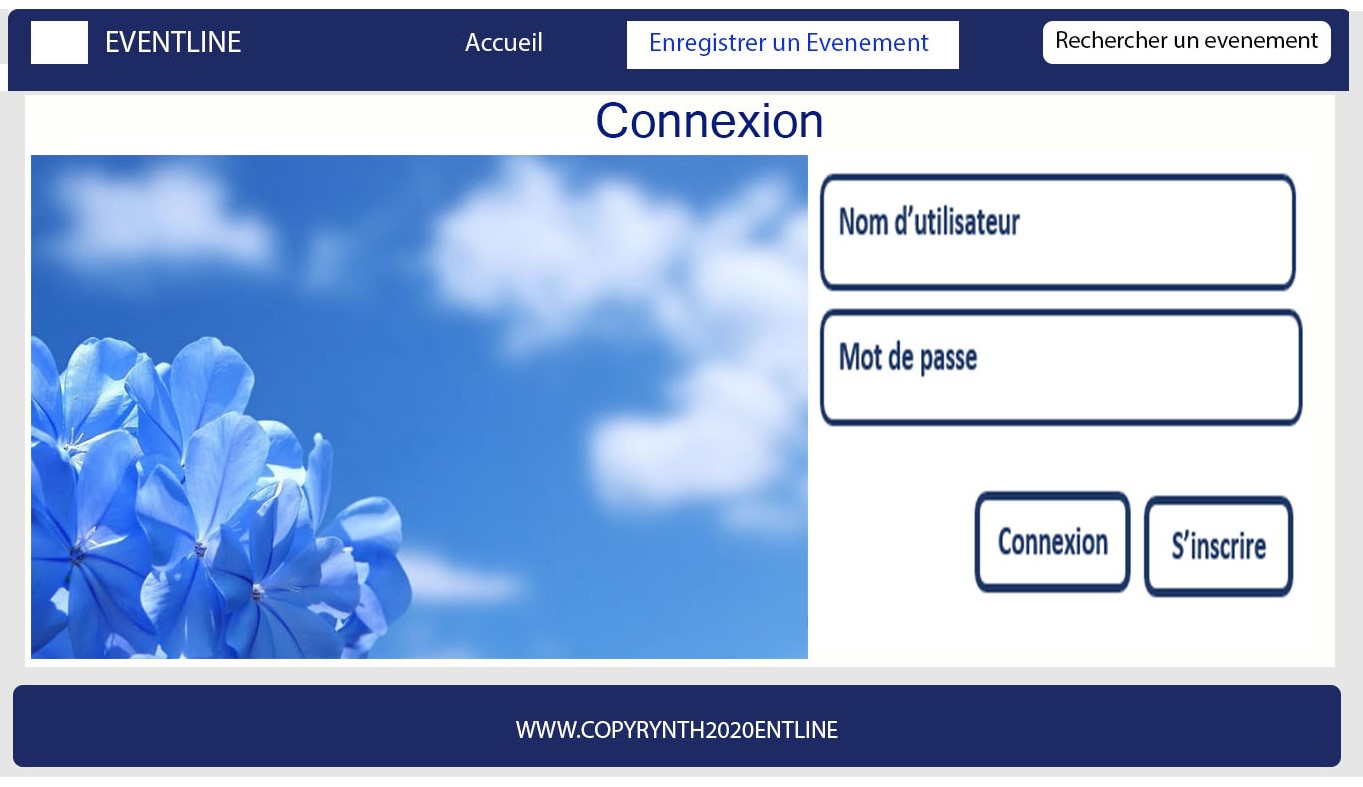 EVENTLINE
Accueil
Enregistrer un Evenement
Rechercher un evenement
Connexion
Nom d'utilisateur
Mot de passe
Connexion
S'inscrire
WWW.COPYRYNTH2020ENTLINE